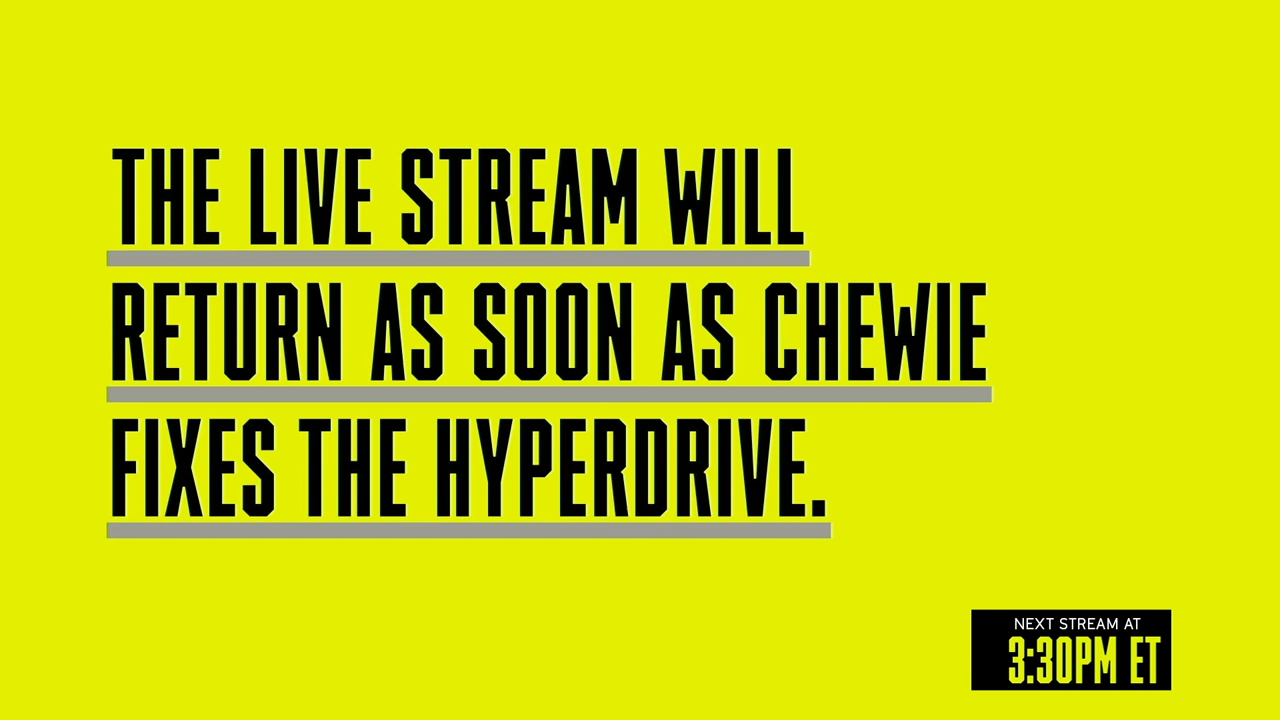 THE LIVE STREAM WILL
RETURN AS SOON AS CHEWIE
FIXES THE HYPERDRIVE.
NEXT STREAM AT
3:30PM ET